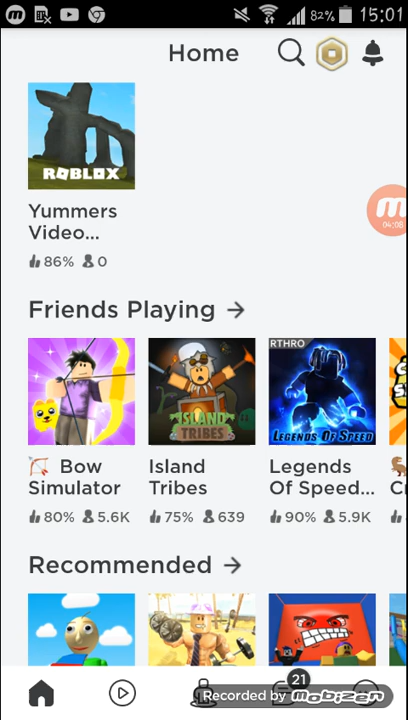 82% 15:01
Home
ROBLOX
Yummers
Video...
86% 0
04:08
Friends Playing →
ISLAND
TRIBES
RTHRO
LEGENDS OF SPEED
Bow
Simulator
Island
Tribes
Legends
Of Speed...
80% 5.6K
75% 639
90% 5.9K
Recommended →
21
Recorded by mobizen